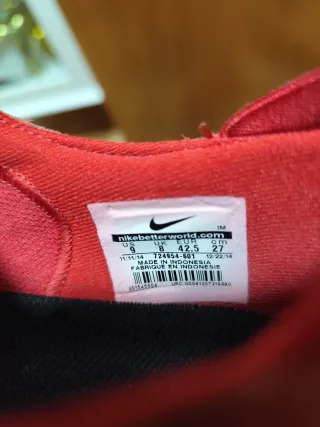 IM
nikebetterworld.com
US UK EUR cm
9 8 42.5 27
11/11/14 724954-601 12/22/14
MADE IN INDONESIA
FABRIQUE EN INDONESIE